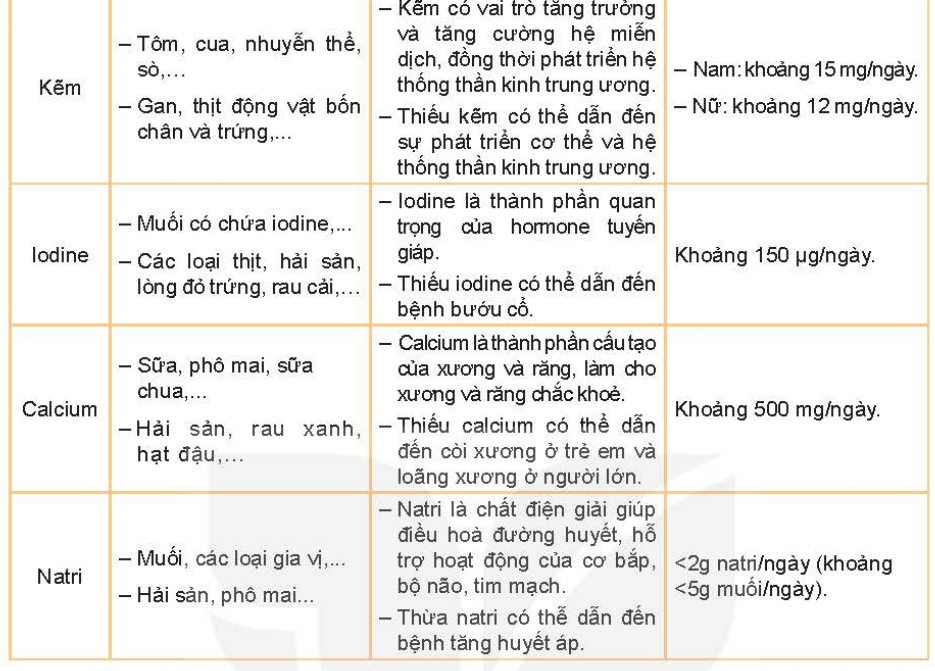 Kẽm
– Tôm, cua, nhuyễn thể,
sò,...
– Gan, thịt động vật bốn
chân và trứng,...
– Kẽm có vai trò tăng trưởng
và tăng cường hệ miễn
dịch, đồng thời phát triển hệ
thống thần kinh trung ương.
– Thiếu kẽm có thể dẫn đến
sự phát triển cơ thể và hệ
thống thần kinh trung ương.
– Nam: khoảng 15 mg/ngày.
– Nữ: khoảng 12 mg/ngày.
Iodine
– Muối có chứa iodine,...
– Các loại thịt, hải sản,
lòng đỏ trứng, rau cải,...
– Iodine là thành phần quan
trọng của hormone tuyến
giáp.
– Thiếu iodine có thể dẫn đến
bệnh bướu cổ.
Khoảng 150 µg/ngày.
Calcium
– Sữa, phô mai, sữa
chua,...
– Hải sản, rau xanh,
hạt đậu,...
– Calcium là thành phần cấu tạo
của xương và răng, làm cho
xương và răng chắc khoẻ.
– Thiếu calcium có thể dẫn
đến còi xương ở trẻ em và
loãng xương ở người lớn.
Khoảng 500 mg/ngày.
Natri
– Muối, các loại gia vị,...
– Hải sản, phô mai...
– Natri là chất điện giải giúp
điều hoà đường huyết, hỗ
trợ hoạt động của cơ bắp,
bộ não, tim mạch.
– Thừa natri có thể dẫn đến
bệnh tăng huyết áp.
<2g natri/ngày (khoảng
<5g muối/ngày).